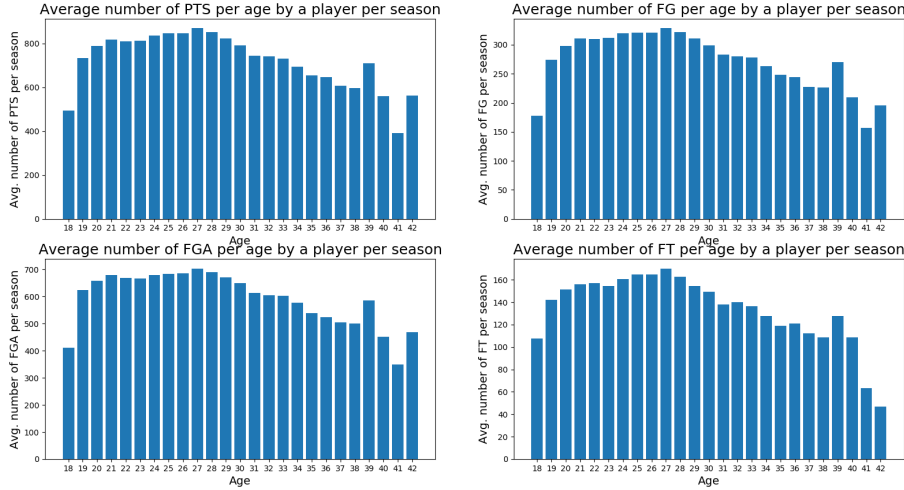 Average number of PTS per age by a player per season
Avg. number of PTS per season
800
600
400
200
0
18 19 20 21 22 23 24 25 26 27 28 29 30 31 32 33 34 35 36 37 38 39 40 41 42
Age
Average number of FG per age by a player per season
Avg. number of FG per season
300
250
200
150
100
50
0
18 19 20 21 22 23 24 25 26 27 28 29 30 31 32 33 34 35 36 37 38 39 40 41 42
Age
Average number of FGA per age by a player per season
Avg. number of FGA per season
700
600
500
400
300
200
100
0
18 19 20 21 22 23 24 25 26 27 28 29 30 31 32 33 34 35 36 37 38 39 40 41 42
Age
Average number of FT per age by a player per season
Avg. number of FT per season
160
140
120
100
80
60
40
20
0
18 19 20 21 22 23 24 25 26 27 28 29 30 31 32 33 34 35 36 37 38 39 40 41 42
Age